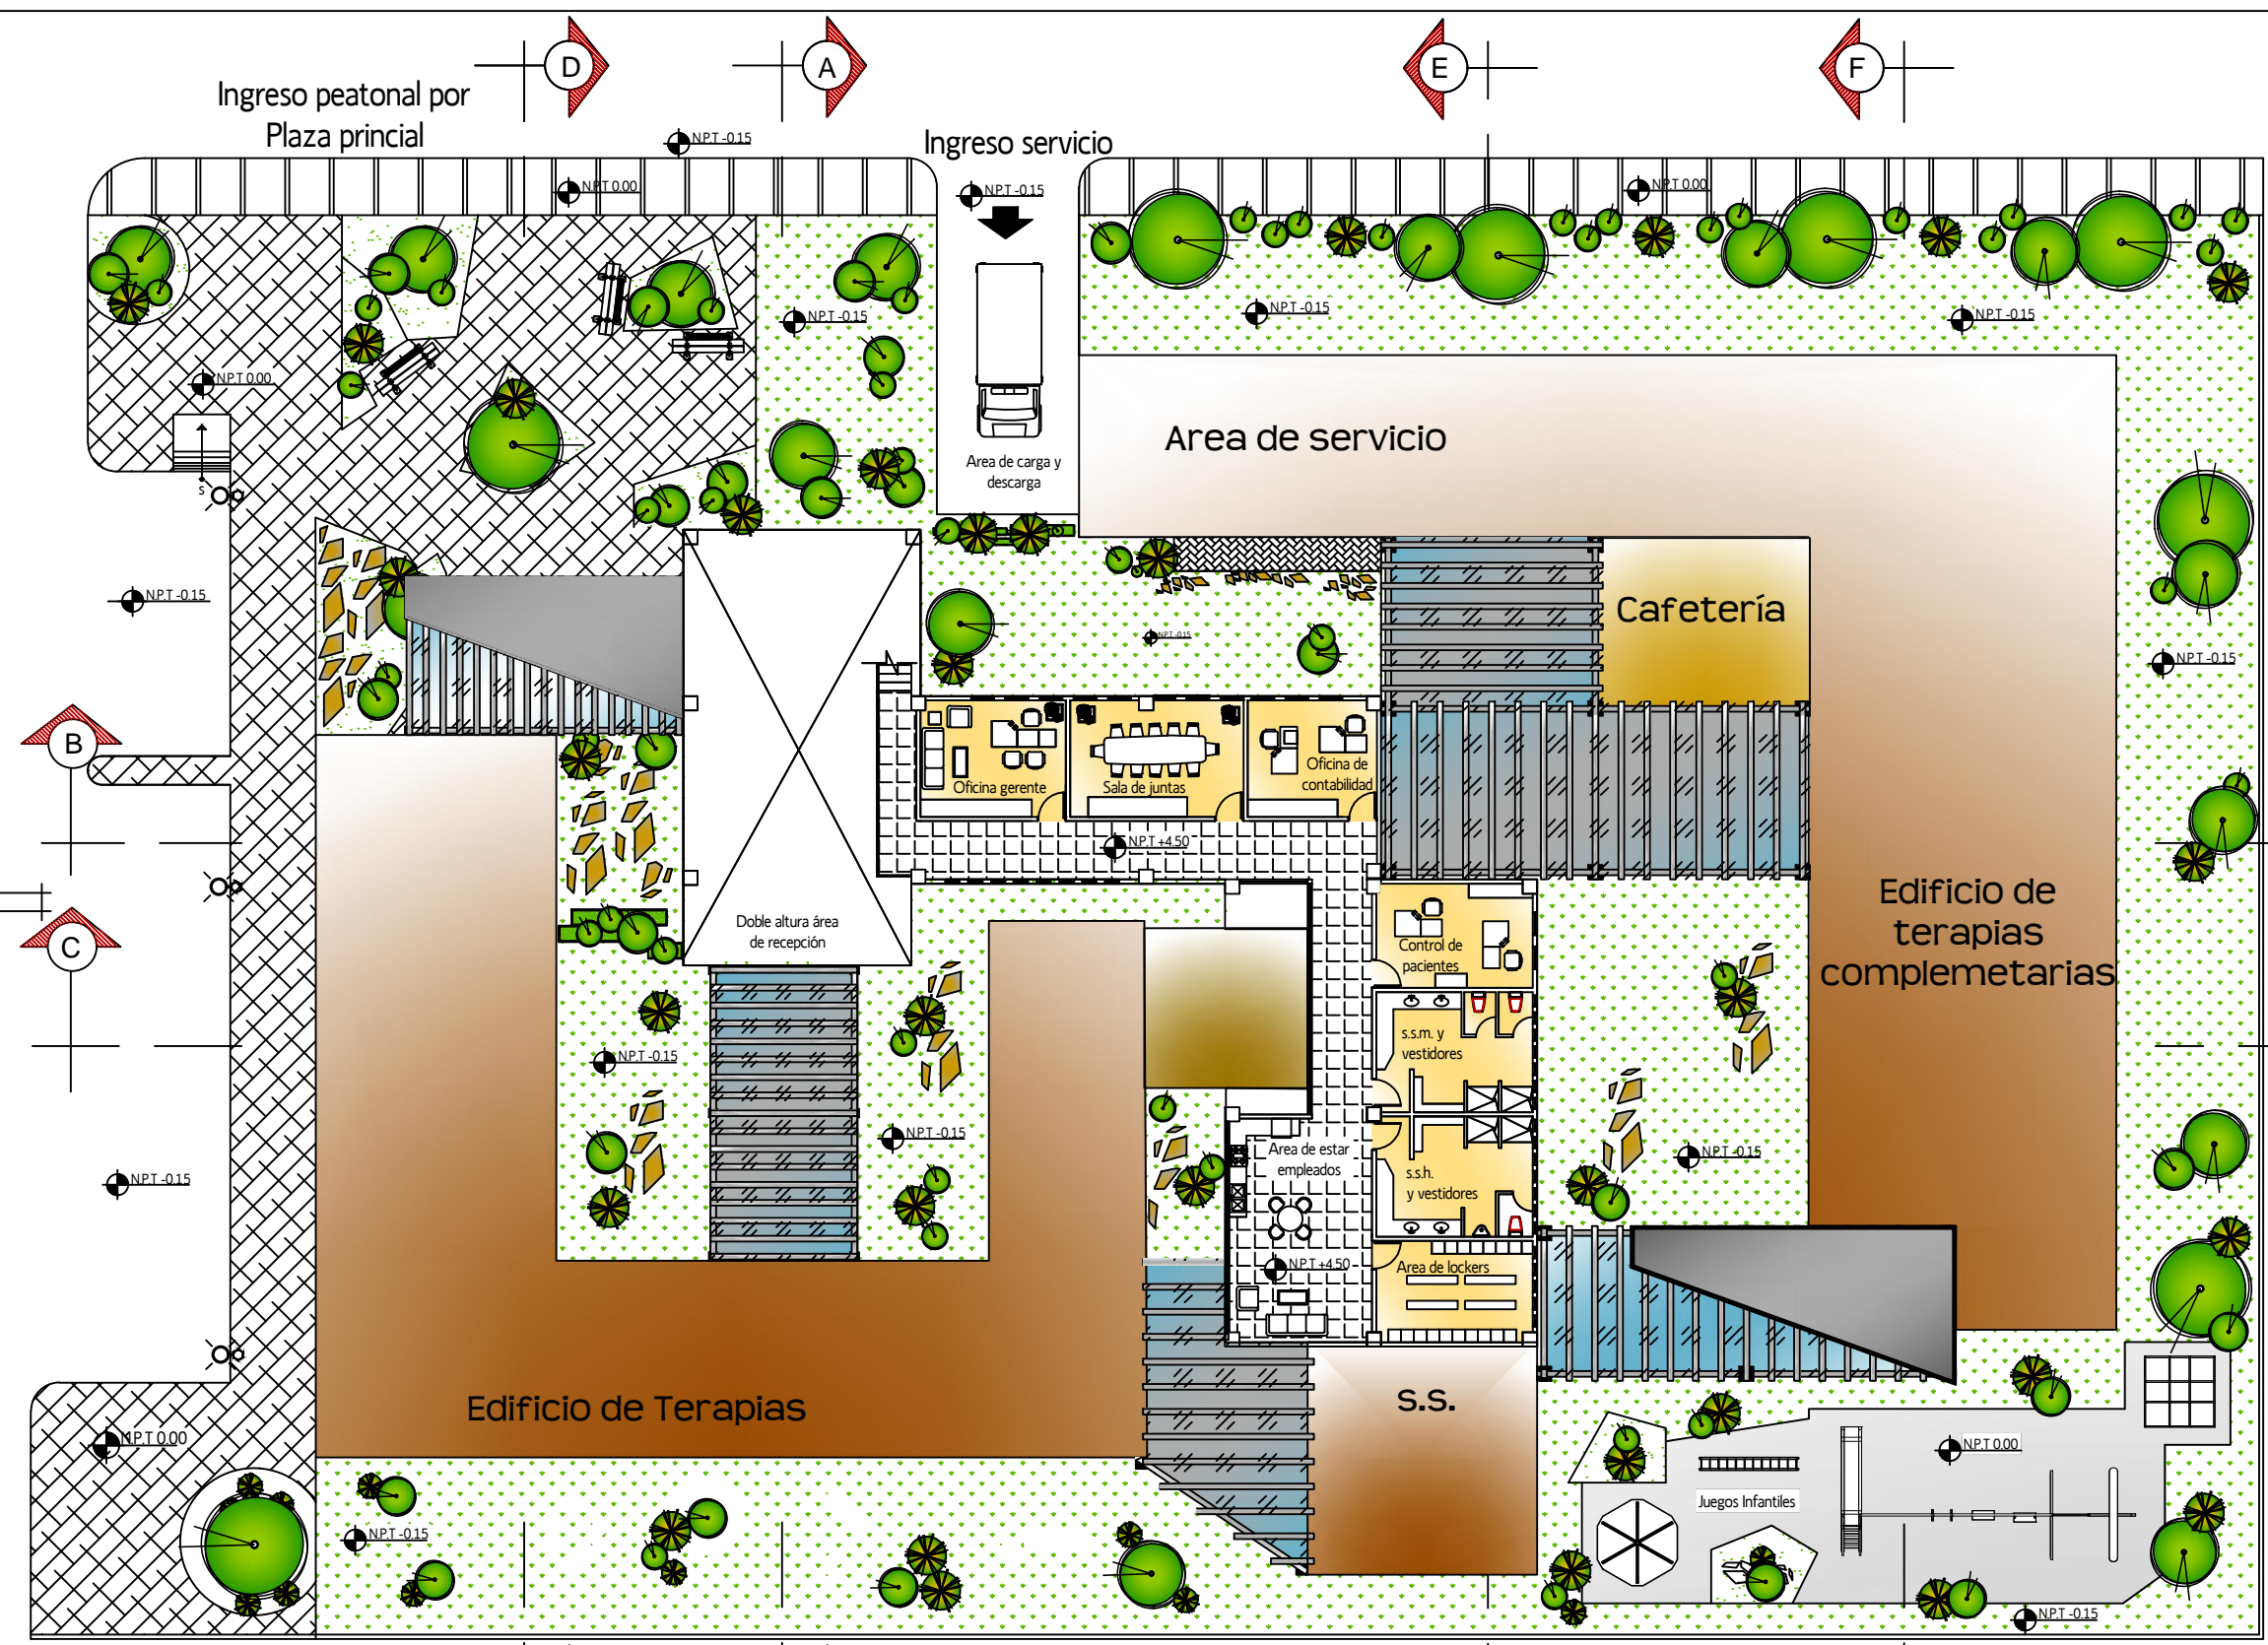 D
A
E
F
Ingreso peatonal por
Plaza princial
Ingreso servicio
N.P.T -0.15
N.P.T 0.00
N.P.T -0.15
N.P.T 0.00
N.P.T -0.15
N.P.T -0.15
N.P.T -0.15
N.P.T 0.00
Area de servicio
Area de carga y
descarga
s
N.P.T -0.15
Cafetería
N.P.T -0.15
N.P.T -0.15
B
Oficina gerente
Sala de juntas
Oficina de
contabilidad
N.P.T +4.50
C
Doble altura área
de recepción
Control de
pacientes
Edificio de
terapias
complemetarias
s.s.m. y
vestidores
N.P.T -0.15
N.P.T -0.15
Area de estar
empleados
s.s.h.
y vestidores
N.P.T -0.15
N.P.T -0.15
N.P.T +4.50
Area de lockers
Edificio de Terapias
s.s.
N.P.T 0.00
N.P.T 0.00
Juegos Infantiles
N.P.T -0.15
N.P.T -0.15